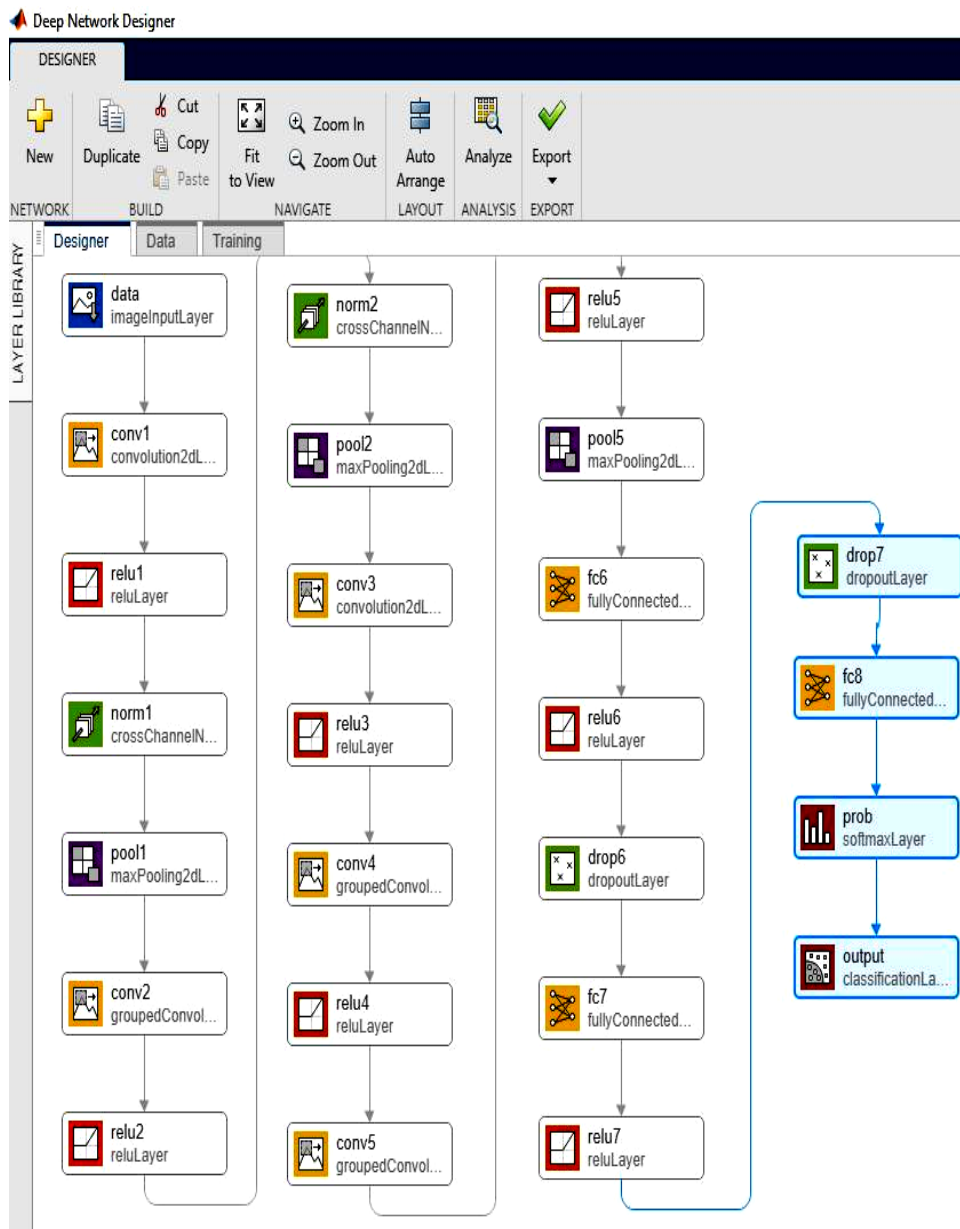 Deep Network Designer
DESIGNER
New
Duplicate
Cut
Copy
Paste
Fit
to View
Zoom In
Zoom Out
Auto
Arrange
Analyze
Export
NETWORK
BUILD
NAVIGATE
LAYOUT
ANALYSIS
EXPORT
LAYER LIBRARY
Designer
Data
Training
data
imageInputLayer
conv1
convolution2dL...
relu1
reluLayer
norm1
crossChannelN...
pool1
maxPooling2dL...
conv2
groupedConvol...
relu2
reluLayer
norm2
crossChannelN...
pool2
maxPooling2dL...
conv3
convolution2dL...
relu3
reluLayer
conv4
groupedConvol...
relu4
reluLayer
conv5
groupedConvol...
relu5
reluLayer
pool5
maxPooling2dL...
fc6
fullyConnected...
relu6
reluLayer
drop6
dropoutLayer
fc7
fullyConnected...
relu7
reluLayer
drop7
dropoutLayer
fc8
fullyConnected...
prob
softmaxLayer
output
classificationLa...